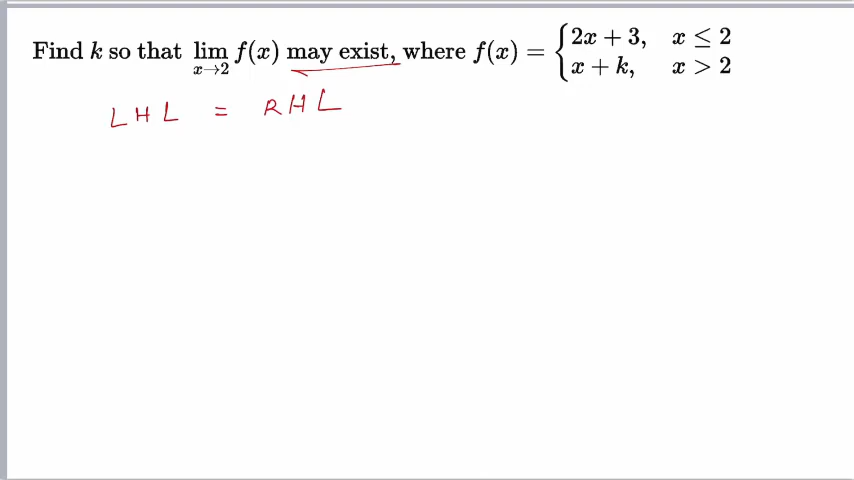 Find k so that lim_{x→2} f(x) may exist, where f(x) = { 2x + 3, x ≤ 2
x + k, x > 2
LHL = RHL